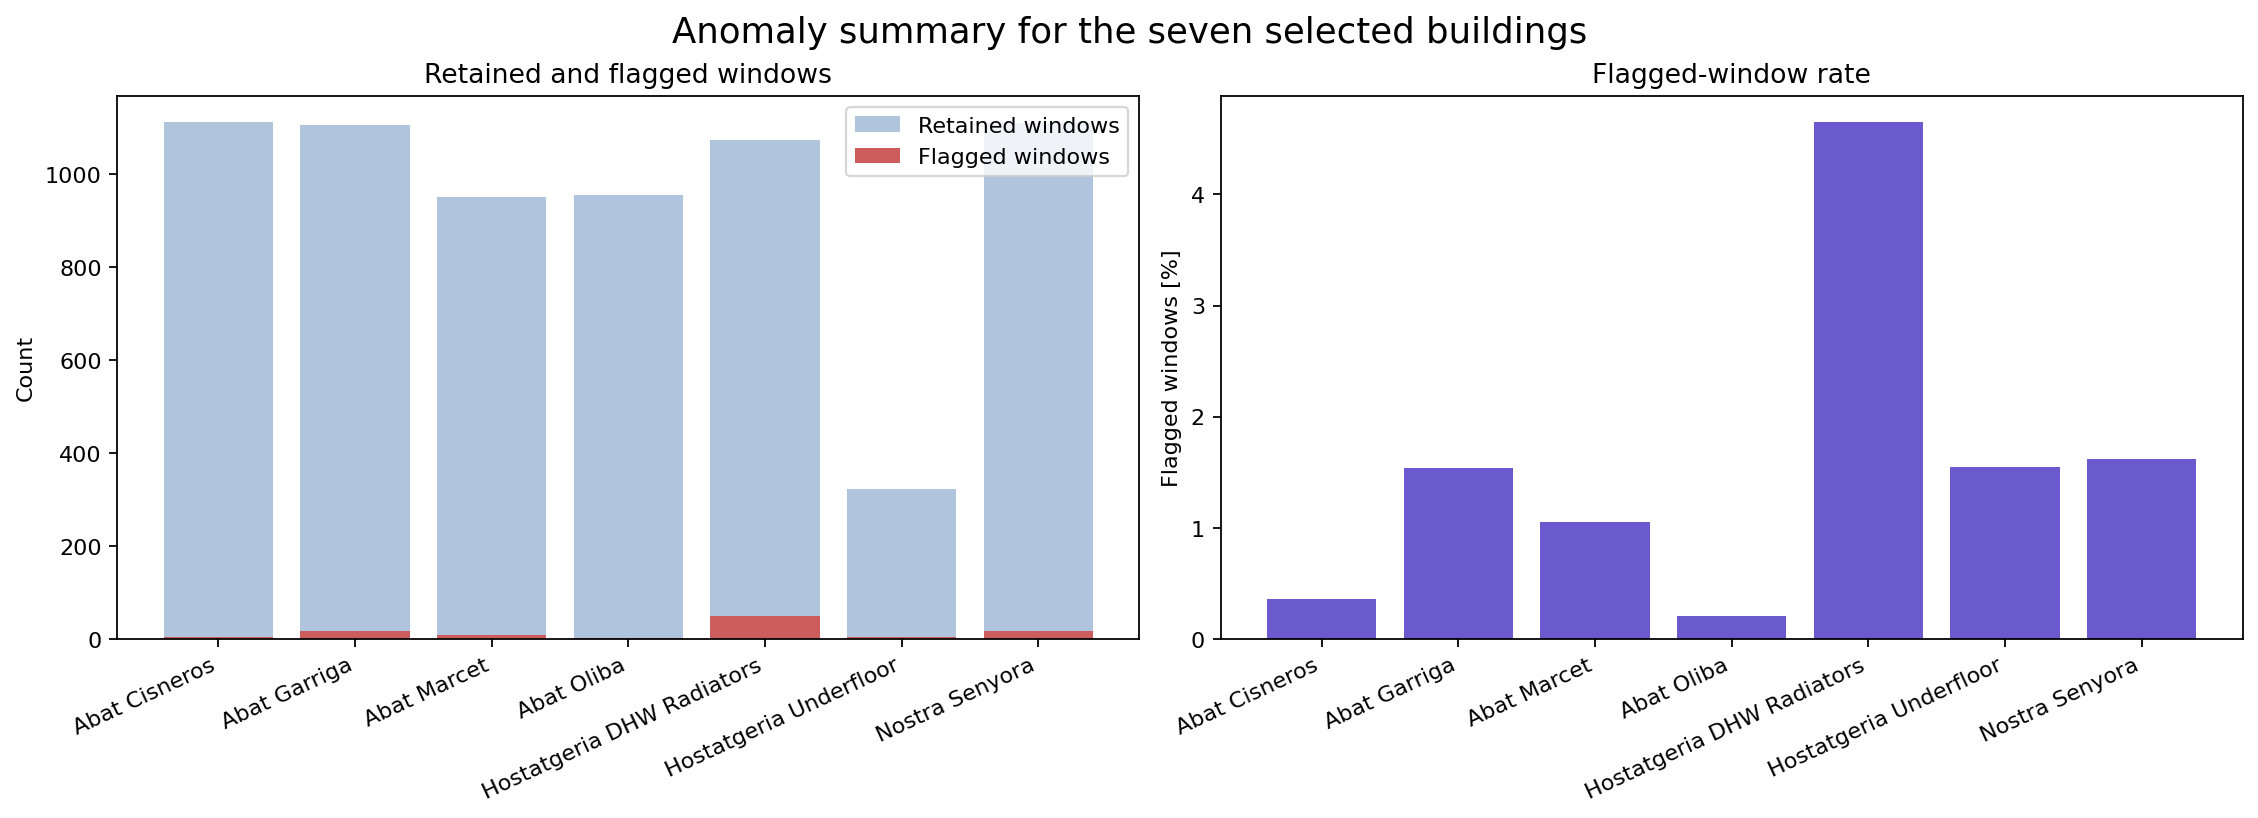 Anomaly summary for the seven selected buildings
Retained and flagged windows
Count
1000
800
600
400
200
0
Retained windows
Flagged windows
Abat Cisneros
Abat Garriga
Abat Marcet
Abat Oliba
Hostatgeria DHW Radiators
Hostatgeria Underfloor
Nostra Senyora
Flagged-window rate
Flagged windows [%]
4
3
2
1
0
Abat Cisneros
Abat Garriga
Abat Marcet
Abat Oliba
Hostatgeria DHW Radiators
Hostatgeria Underfloor
Nostra Senyora